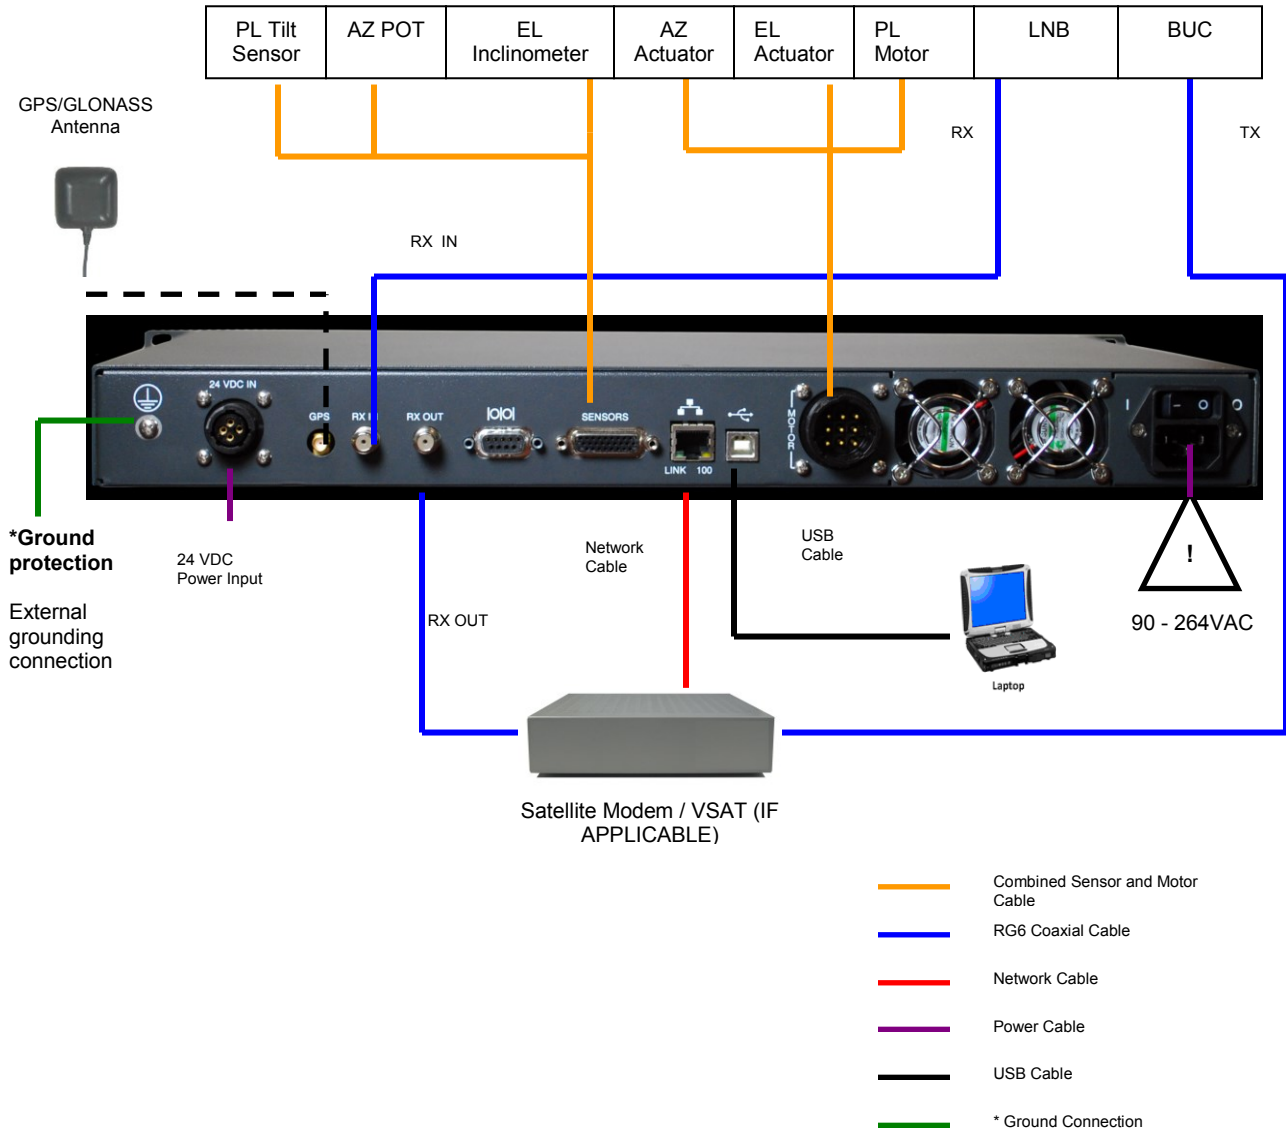 PL Tilt
Sensor
AZ POT
EL
Inclinometer
AZ
Actuator
EL
Actuator
PL
Motor
LNB
BUC
GPS/GLONASS
Antenna
RX
TX
RX IN
24 VDC IN
GPS
RX IN
RX OUT
|O|O|
SENSORS
LINK 100
MOTOR
I
- O
O
*Ground
protection
External
grounding
connection
24 VDC
Power Input
RX OUT
Network
Cable
USB
Cable
!
90 - 264VAC
Laptop
Satellite Modem / VSAT (IF
APPLICABLE)
Combined Sensor and Motor
Cable
RG6 Coaxial Cable
Network Cable
Power Cable
USB Cable
* Ground Connection